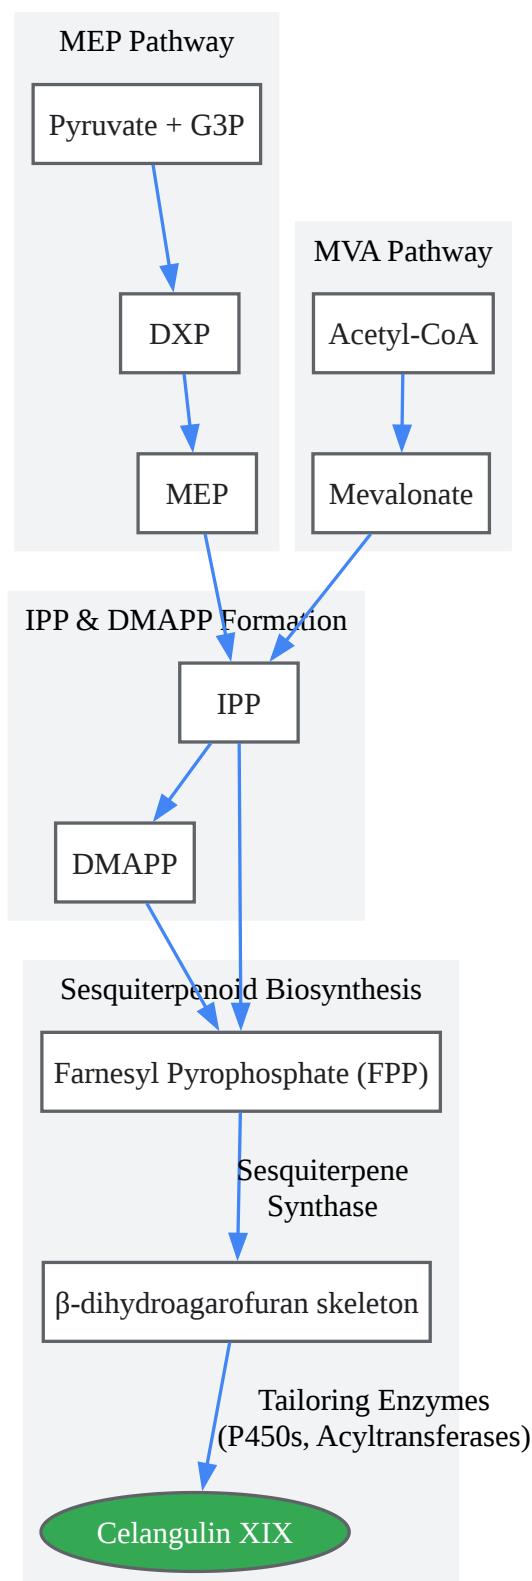 MEP Pathway
Pyruvate + G3P
MVA Pathway
DXP
Acetyl-CoA
MEP
Mevalonate
IPP & DMAPP Formation
IPP
DMAPP
Sesquiterpenoid Biosynthesis
Farnesyl Pyrophosphate (FPP)
Sesquiterpene
Synthase
β-dihydroagarofuran skeleton
Tailoring Enzymes
(P450s, Acyltransferases)
Celangulin XIX